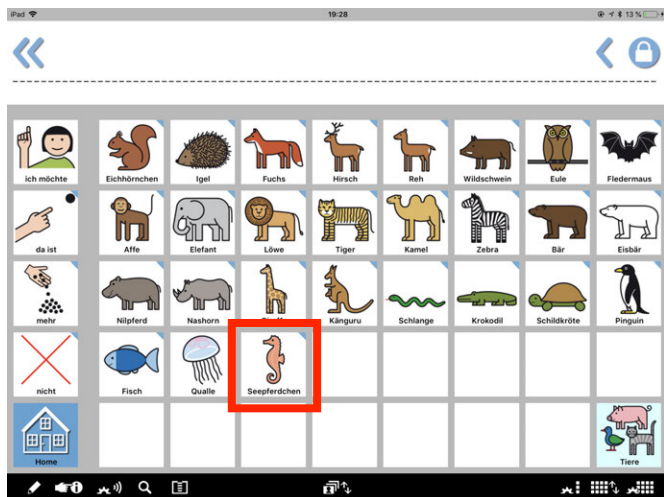 iPad 19:28 13 %
ich möchte Eichhörnchen Igel Fuchs Hirsch Reh Wildschwein Eule Fledermaus
da ist Affe Elefant Löwe Tiger Kamel Zebra Bär Eisbär
mehr Nilpferd Nashorn Känguru Schlange Krokodil Schildkröte Pinguin
nicht Fisch Qualle Seepferdchen
Home Tiere